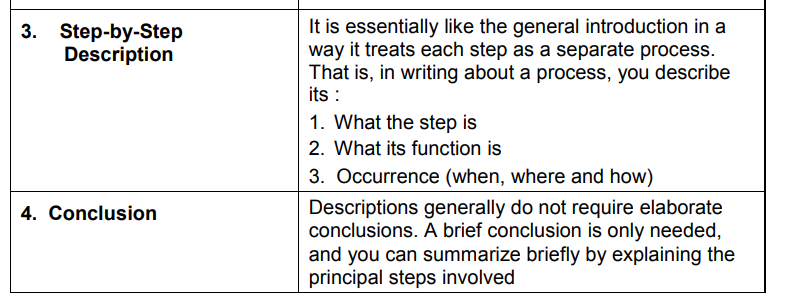 3. Step-by-Step
Description
It is essentially like the general introduction in a
way it treats each step as a separate process.
That is, in writing about a process, you describe
its :
1. What the step is
2. What its function is
3. Occurrence (when, where and how)
4. Conclusion
Descriptions generally do not require elaborate
conclusions. A brief conclusion is only needed,
and you can summarize briefly by explaining the
principal steps involved